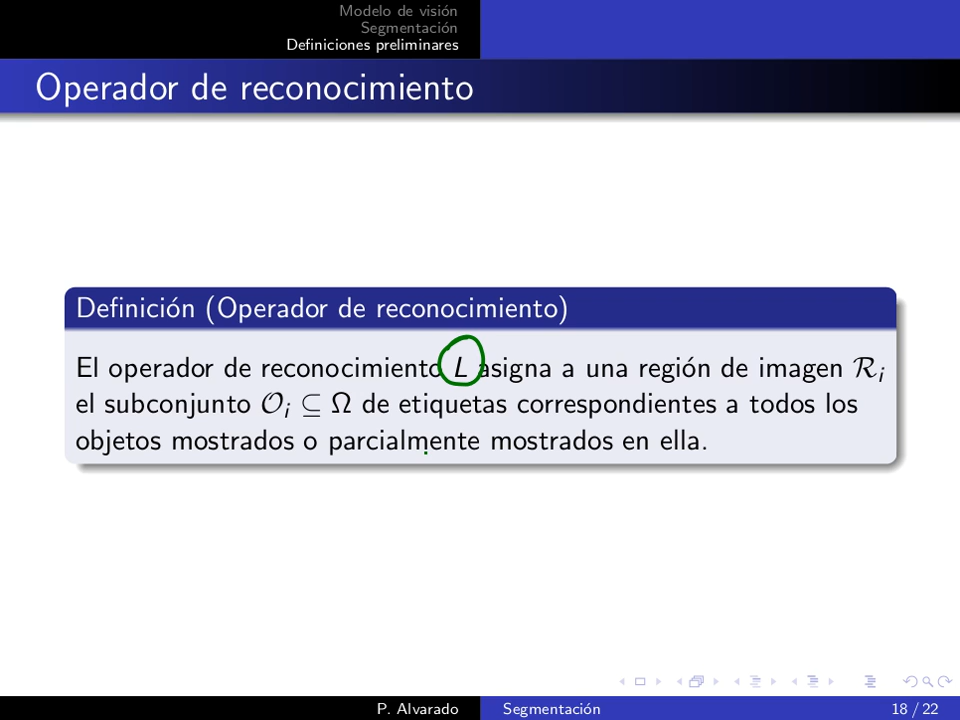 Modelo de visión
Segmentación
Definiciones preliminares
Operador de reconocimiento
Definición (Operador de reconocimiento)
El operador de reconocimiento L asigna a una región de imagen ℛᵢ
el subconjunto 𝒪ᵢ ⊆ Ω de etiquetas correspondientes a todos los
objetos mostrados o parcialmente mostrados en ella.
P. Alvarado Segmentación 18 / 22